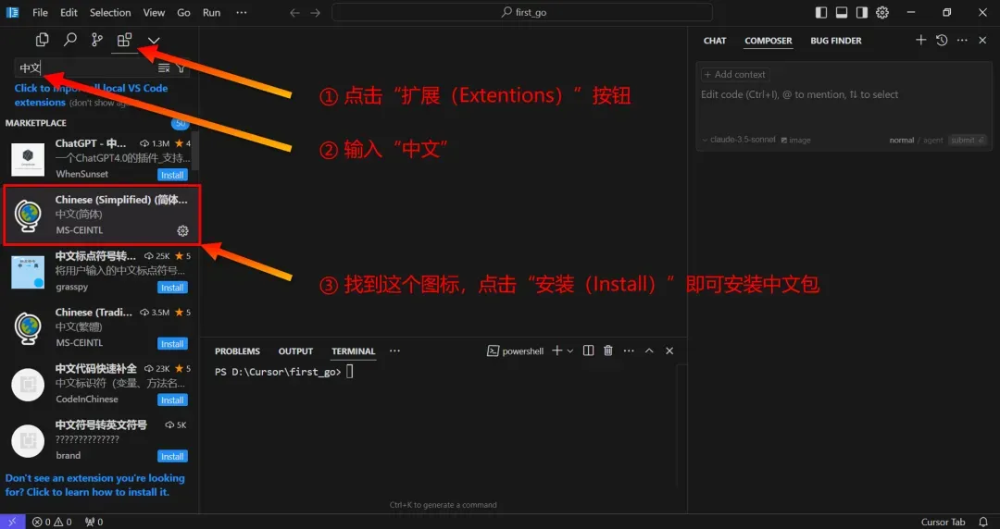 File Edit Selection View Go Run ···
first_go
中文
Click to import all local VS Code
extensions (don't show again)
MARKETPLACE 50
ChatGPT - 中... 1.3M ★ 4
一个ChatGPT4.0的插件_支持...
WhenSunset Install
Chinese (Simplified) (简体...
中文(简体)
MS-CEINTL
中文标点符号转... 25K ★ 5
将用户输入的中文标点符号...
grasspy Install
Chinese (Tradi... 3.5M ★ 5
中文(繁體)
MS-CEINTL Install
中文代码快速补全 23K ★ 5
中文标识符（变量、方法名...
CodeInChinese Install
中文符号转英文符号 5K
??????????????
brand Install
Don't see an extension you're looking
for? Click to learn how to install it.
① 点击“扩展（Extentions）”按钮
② 输入“中文”
③ 找到这个图标，点击“安装（Install）”即可安装中文包
PROBLEMS OUTPUT TERMINAL ··· powershell
PS D:\Cursor\first_go>
Ctrl+K to generate a command
CHAT COMPOSER BUG FINDER
+ Add context
Edit code (Ctrl+I), @ to mention, ⇅ to select
claude-3.5-sonnet image normal / agent submit
0 0 0
Cursor Tab